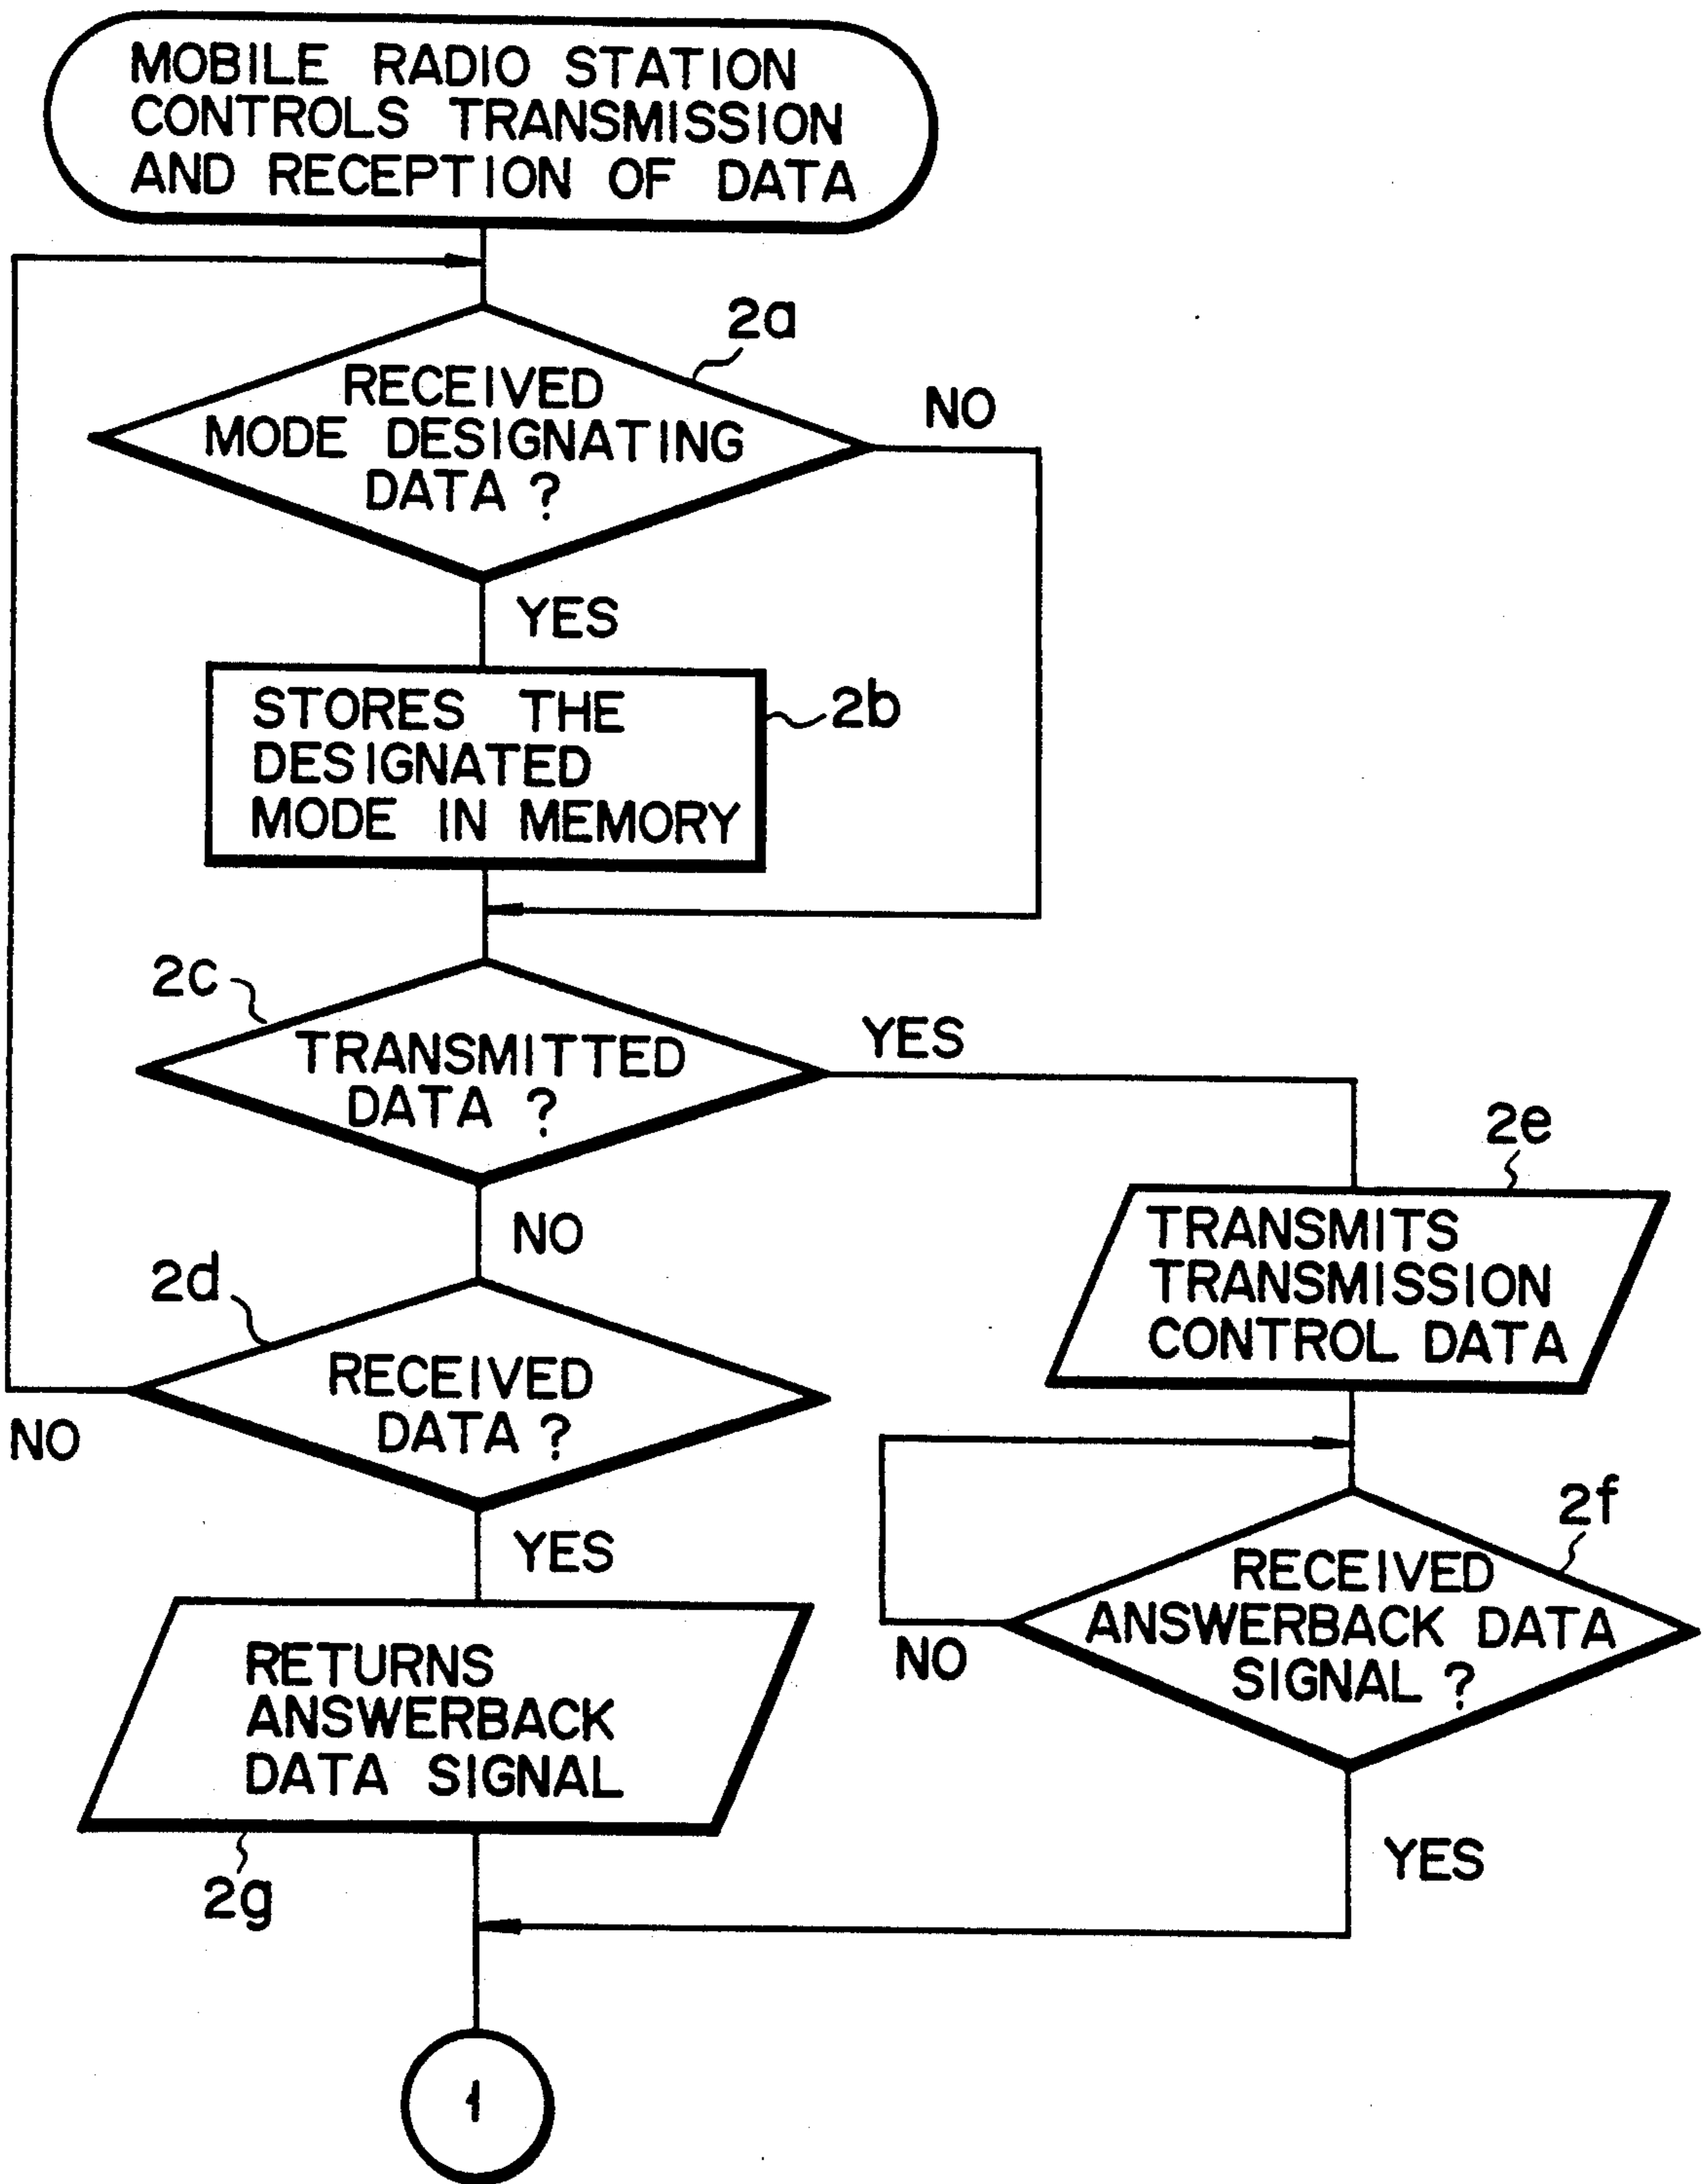 MOBILE RADIO STATION
CONTROLS TRANSMISSION
AND RECEPTION OF DATA
2a
RECEIVED
MODE DESIGNATING
DATA ?
NO
YES
STORES THE
DESIGNATED
MODE IN MEMORY
2b
2c
TRANSMITTED
DATA ?
YES
NO
2e
TRANSMITS
TRANSMISSION
CONTROL DATA
2d
RECEIVED
DATA ?
NO
YES
2f
RECEIVED
ANSWERBACK DATA
SIGNAL ?
NO
YES
RETURNS
ANSWERBACK
DATA SIGNAL
2g
1